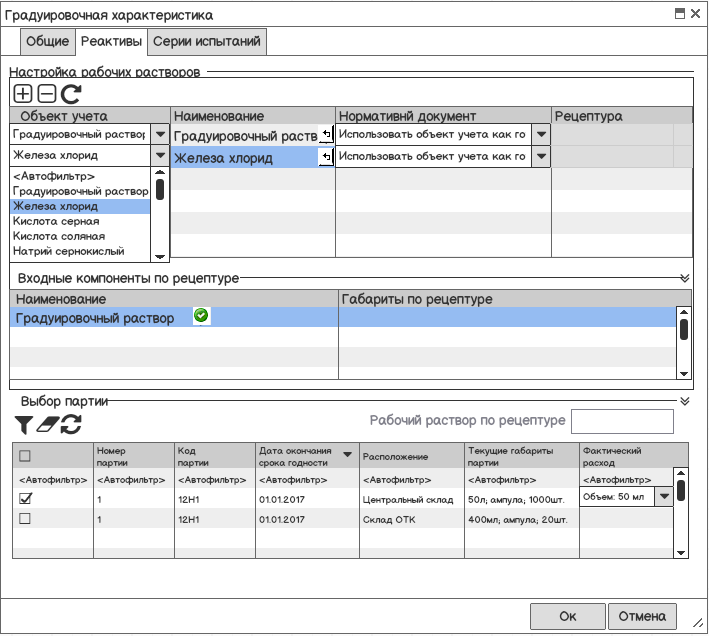 Градуировочная характеристика
Общие Реактивы Серии испытаний
Настройка рабочих растворов
Объект учета Наименование Нормативнй документ Рецептура
Градуировочный раствор Градуировочный раств Использовать объект учета как го
Железа хлорид Железа хлорид Использовать объект учета как го
<Автофильтр>
Градуировочный раствор
Железа хлорид
Кислота серная
Кислота соляная
Натрий сернокислый
Входные компоненты по рецептуре
Наименование Габариты по рецептуре
Градуировочный раствор
Выбор партии
Рабочий раствор по рецептуре
Номер партии Код партии Дата окончания срока годности Расположение Текущие габариты партии Фактический расход
<Автофильтр> <Автофильтр> <Автофильтр> <Автофильтр> <Автофильтр> <Автофильтр> <Автофильтр>
1 12Н1 01.01.2017 Центральный склад 50л; ампула; 1000шт. Объем: 50 мл
1 12Н1 01.01.2017 Склад ОТК 400мл; ампула; 20шт.
Ок Отмена